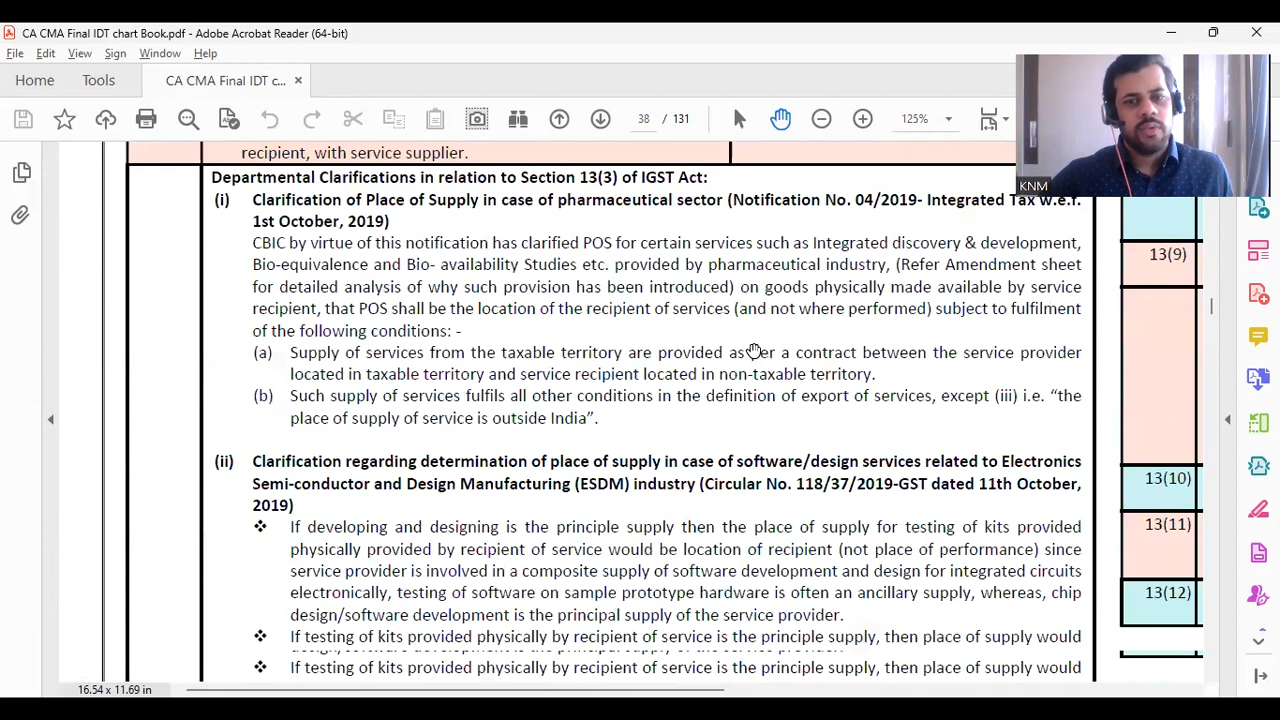 CA CMA Final IDT chart Book.pdf - Adobe Acrobat Reader (64-bit)
File Edit View Sign Window Help
Home Tools CA CMA Final IDT c... ×
38 / 131 125%
KNM
recipient, with service supplier.
Departmental Clarifications in relation to Section 13(3) of IGST Act:
(i) Clarification of Place of Supply in case of pharmaceutical sector (Notification No. 04/2019- Integrated Tax w.e.f.
1st October, 2019)
CBIC by virtue of this notification has clarified POS for certain services such as Integrated discovery & development,
Bio-equivalence and Bio- availability Studies etc. provided by pharmaceutical industry, (Refer Amendment sheet
for detailed analysis of why such provision has been introduced) on goods physically made available by service
recipient, that POS shall be the location of the recipient of services (and not where performed) subject to fulfilment
of the following conditions: -
(a) Supply of services from the taxable territory are provided as per a contract between the service provider
located in taxable territory and service recipient located in non-taxable territory.
(b) Such supply of services fulfils all other conditions in the definition of export of services, except (iii) i.e. “the
place of supply of service is outside India”.
(ii) Clarification regarding determination of place of supply in case of software/design services related to Electronics
Semi-conductor and Design Manufacturing (ESDM) industry (Circular No. 118/37/2019-GST dated 11th October,
2019)
❖ If developing and designing is the principle supply then the place of supply for testing of kits provided
physically provided by recipient of service would be location of recipient (not place of performance) since
service provider is involved in a composite supply of software development and design for integrated circuits
electronically, testing of software on sample prototype hardware is often an ancillary supply, whereas, chip
design/software development is the principal supply of the service provider.
❖ If testing of kits provided physically by recipient of service is the principle supply, then place of supply would
design/software development is the principal supply of the service provider.
❖ If testing of kits provided physically by recipient of service is the principle supply, then place of supply would
13(9)
13(10)
13(11)
13(12)
16.54 x 11.69 in